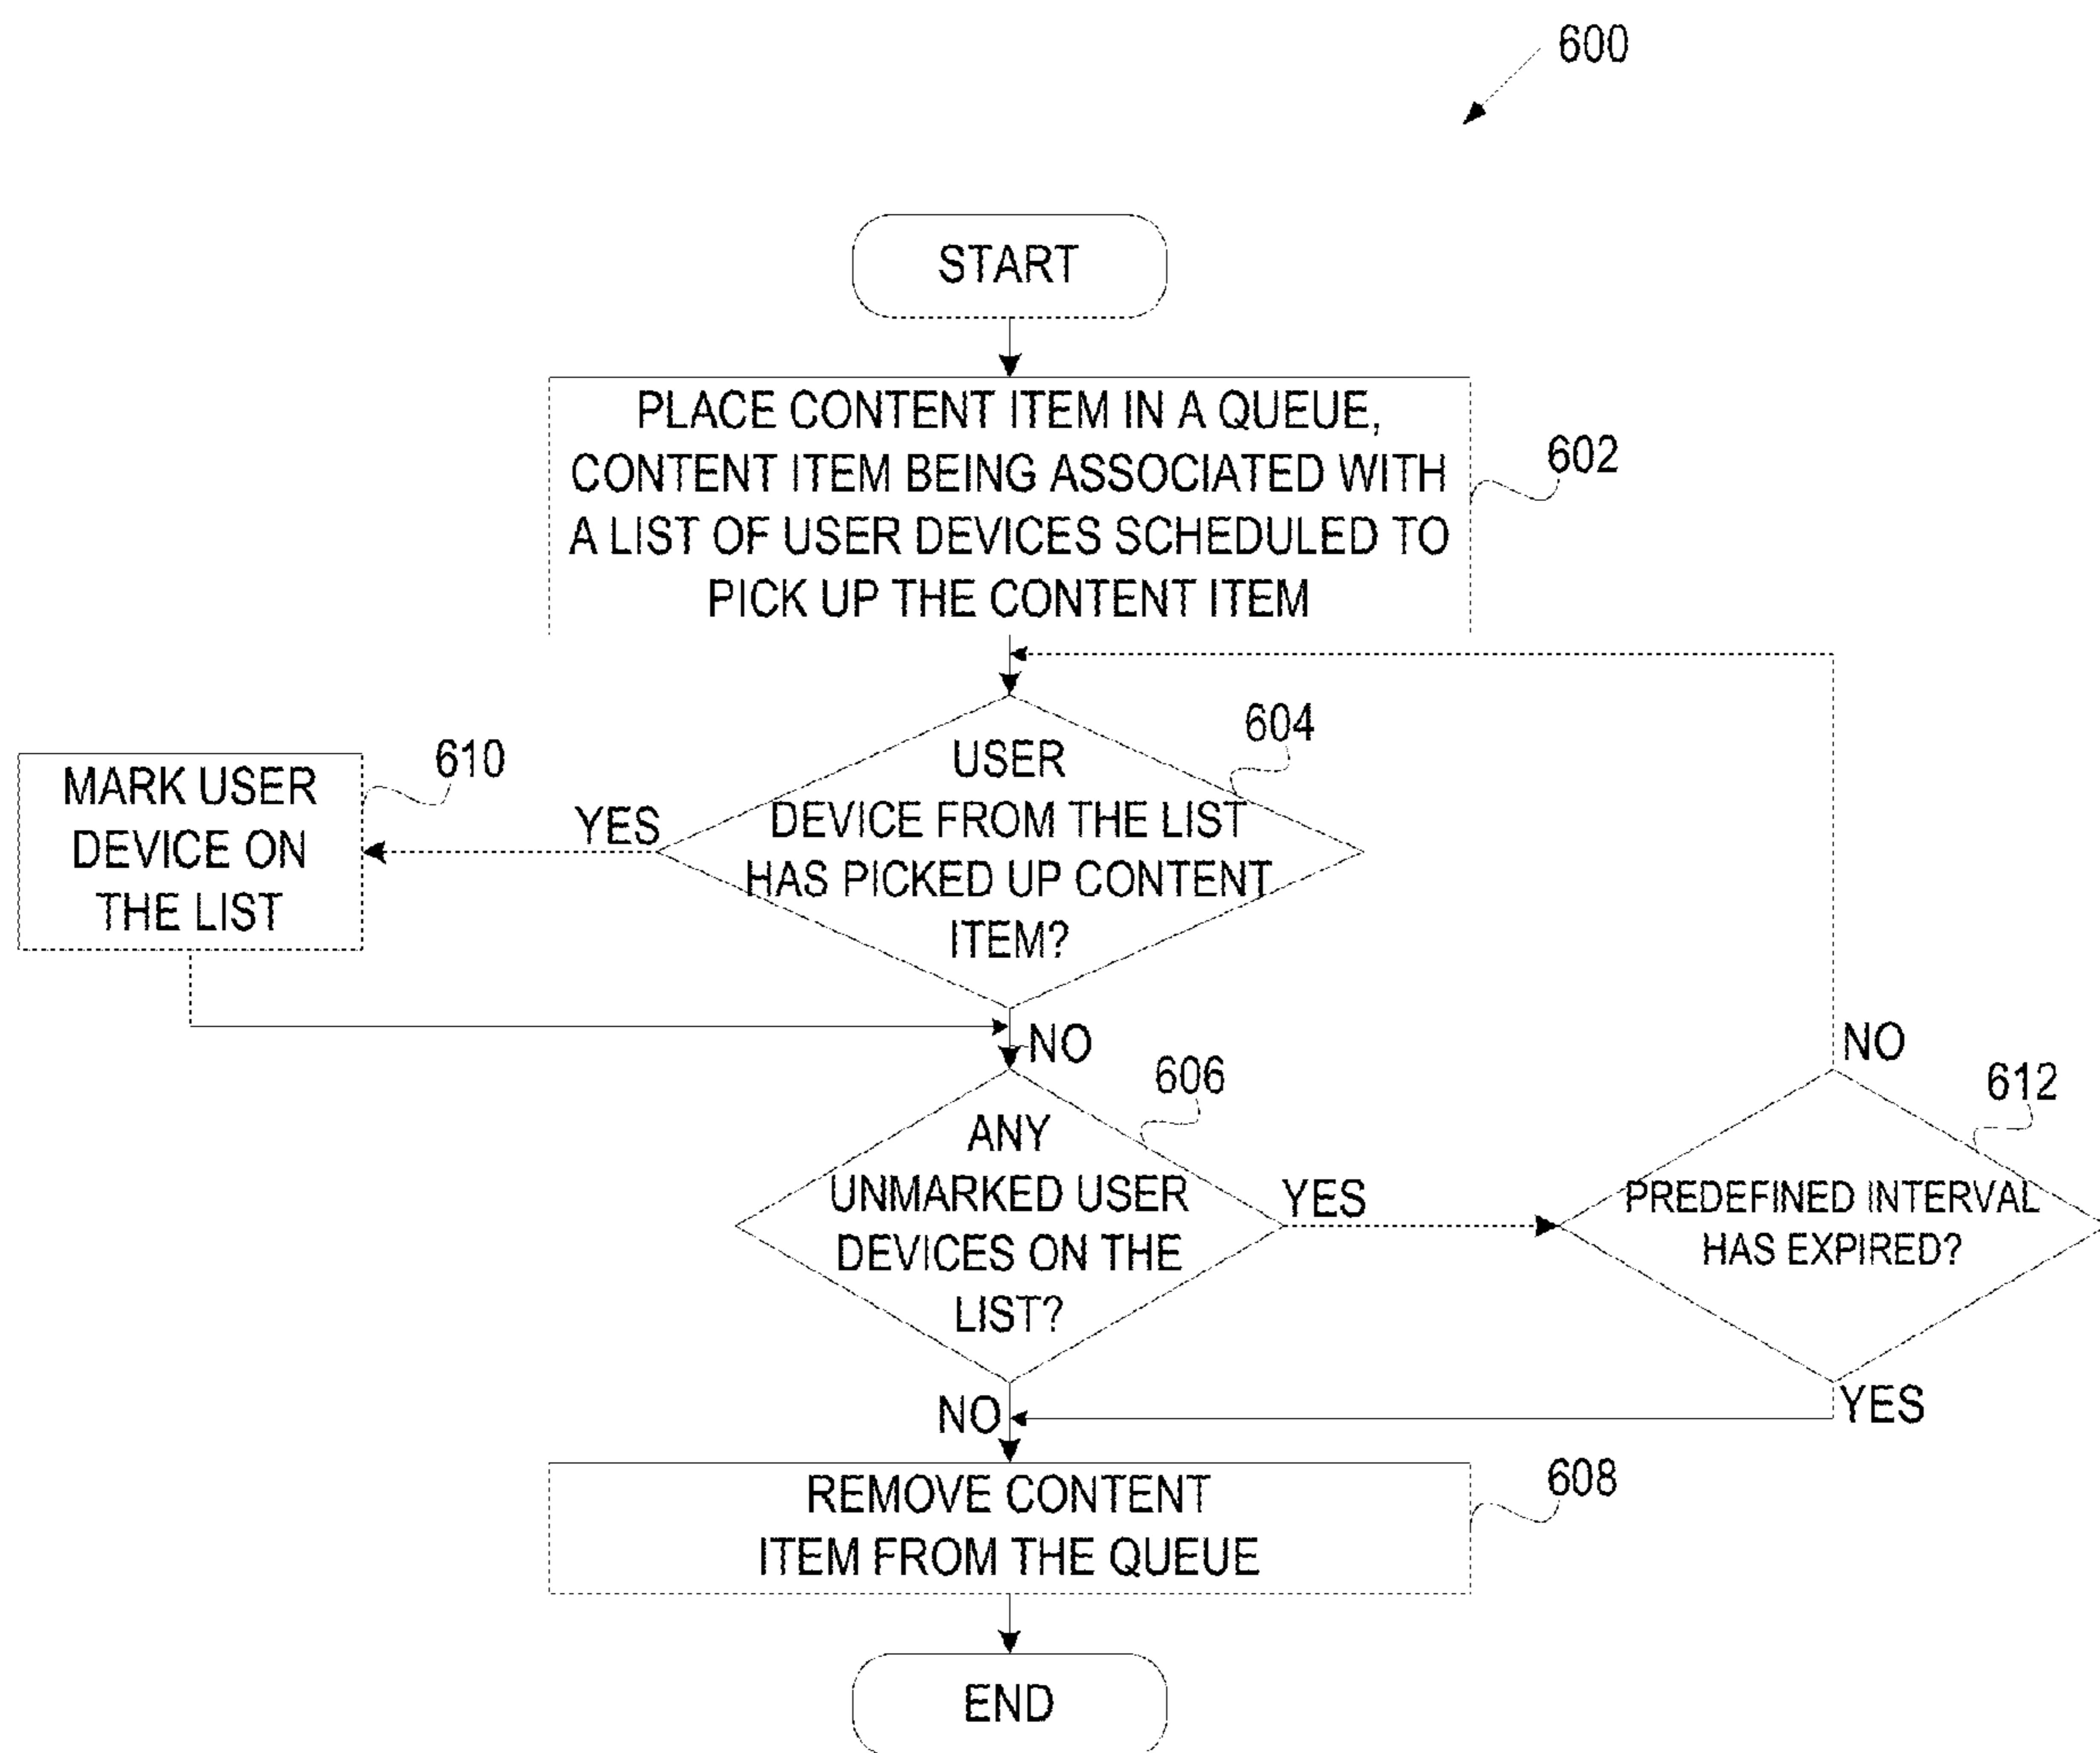 600
START
PLACE CONTENT ITEM IN A QUEUE,
CONTENT ITEM BEING ASSOCIATED WITH
A LIST OF USER DEVICES SCHEDULED TO
PICK UP THE CONTENT ITEM
602
604
USER
DEVICE FROM THE LIST
HAS PICKED UP CONTENT
ITEM?
YES
610
MARK USER
DEVICE ON
THE LIST
NO
606
ANY
UNMARKED USER
DEVICES ON THE
LIST?
YES
NO
612
PREDEFINED INTERVAL
HAS EXPIRED?
YES
NO
REMOVE CONTENT
ITEM FROM THE QUEUE
608
END